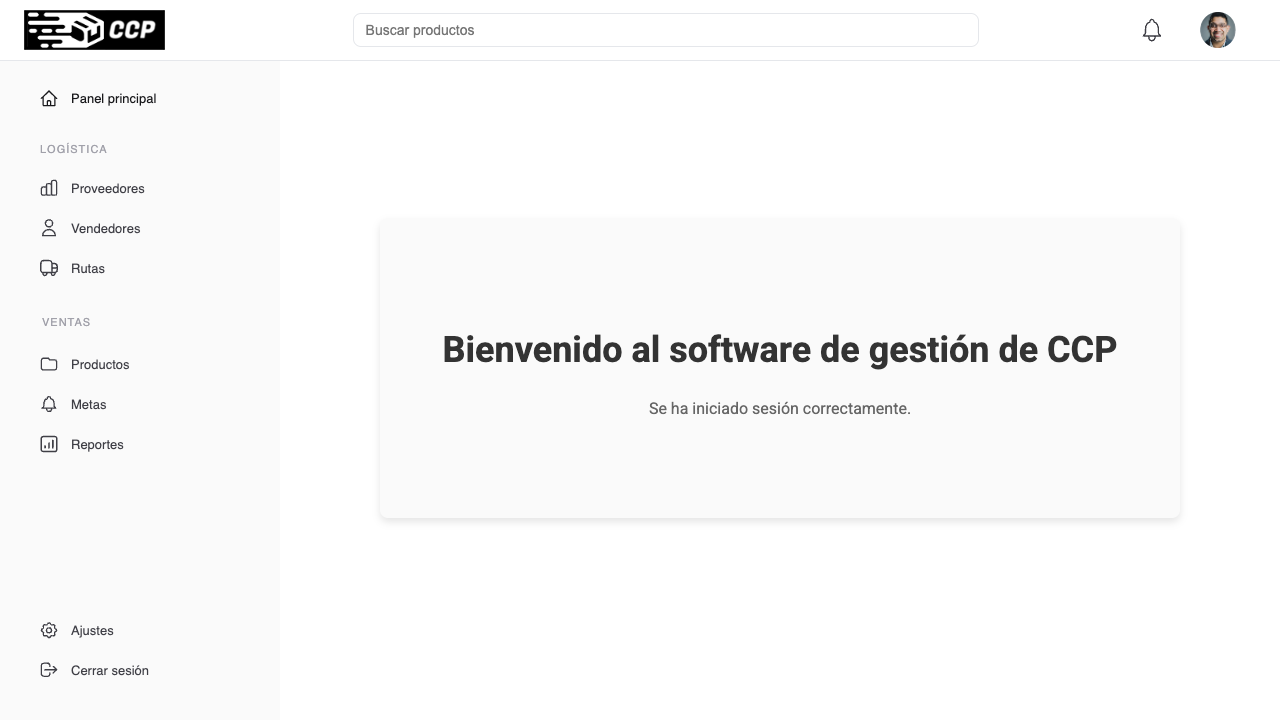 CCP
Buscar productos
Panel principal
LOGÍSTICA
Proveedores
Vendedores
Rutas
VENTAS
Productos
Metas
Reportes
Ajustes
Cerrar sesión
Bienvenido al software de gestión de CCP
Se ha iniciado sesión correctamente.